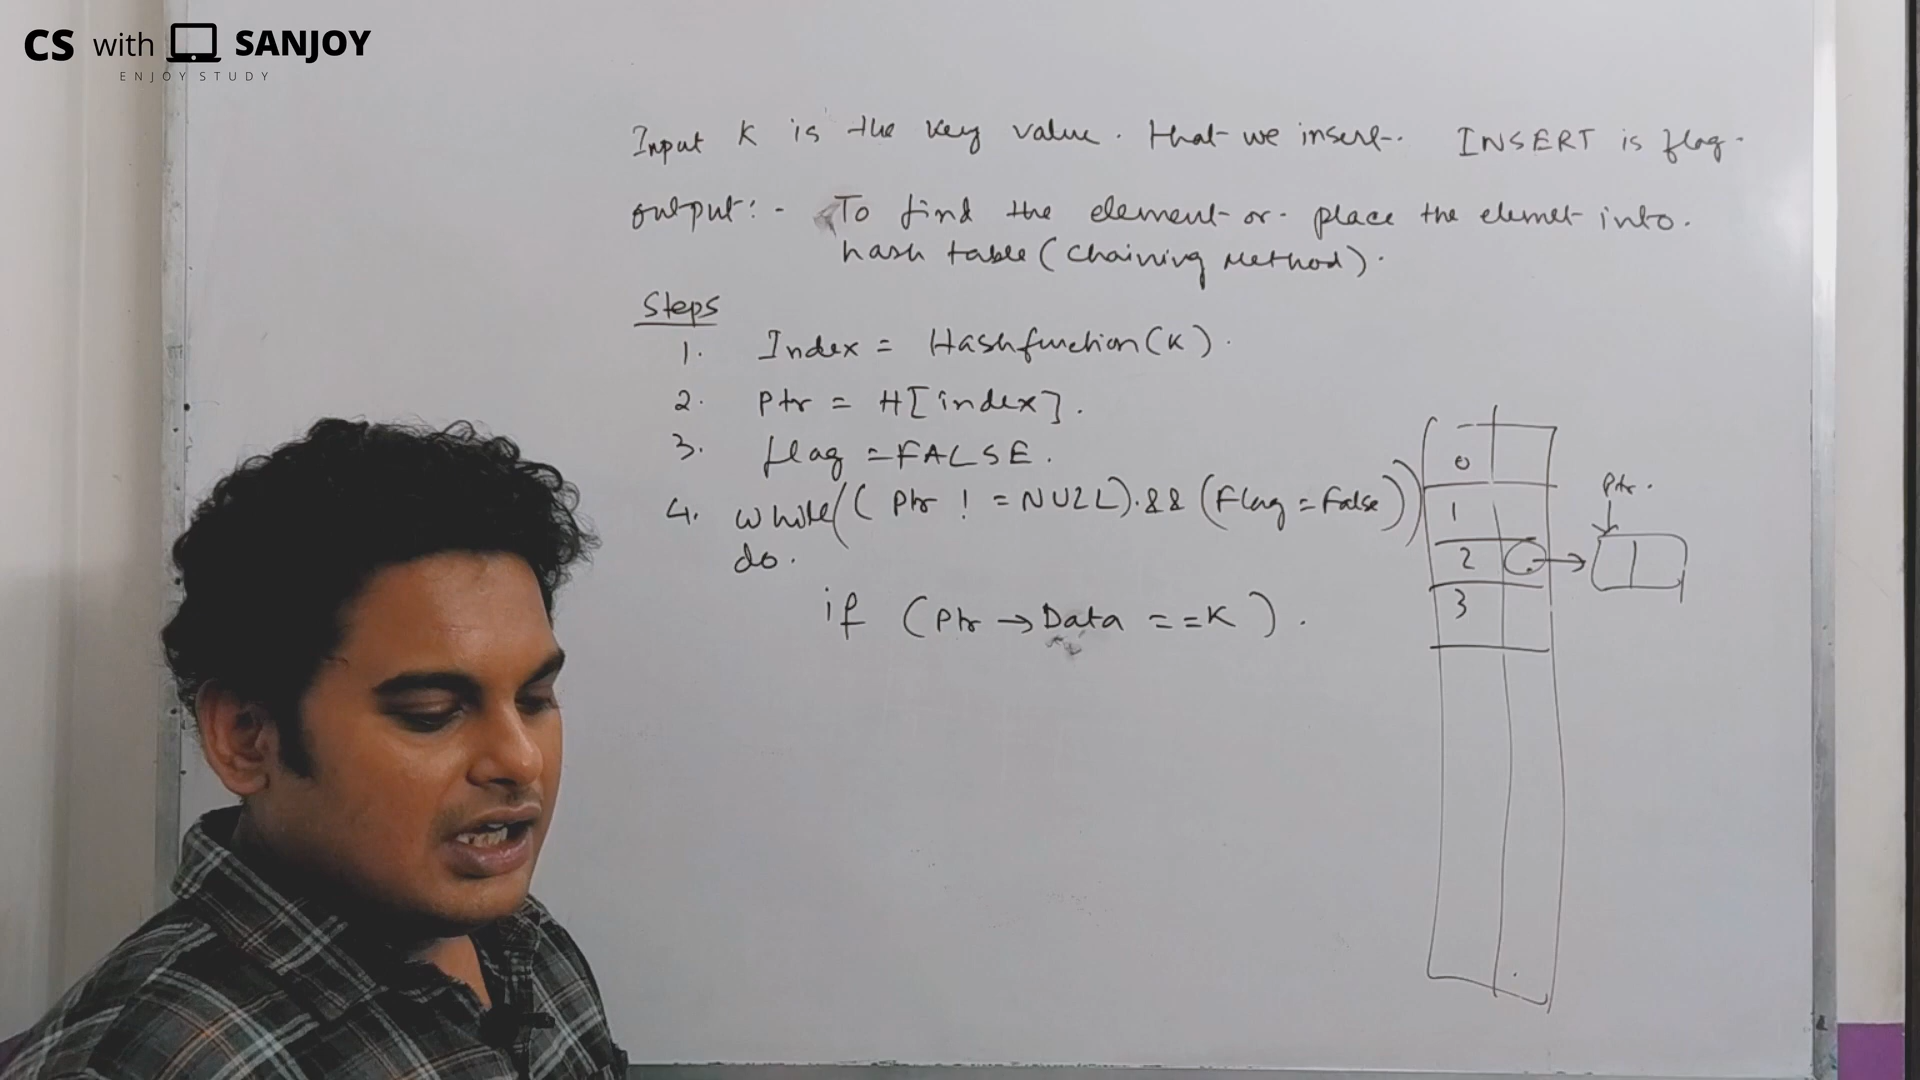 CS with SANJOY
ENJOY STUDY
Input K is the key value. that we insert. INSERT is flag.
output:- To find the element or place the elemet into.
hash table (Chaining Method).
Steps
1. Index = Hashfunction(K).
2. Ptr = H[index].
3. flag = FALSE.
4. while((Ptr != NULL).&& (Flag = False))
do.
if (Ptr → Data == K).
0
1
2
3
Ptr.